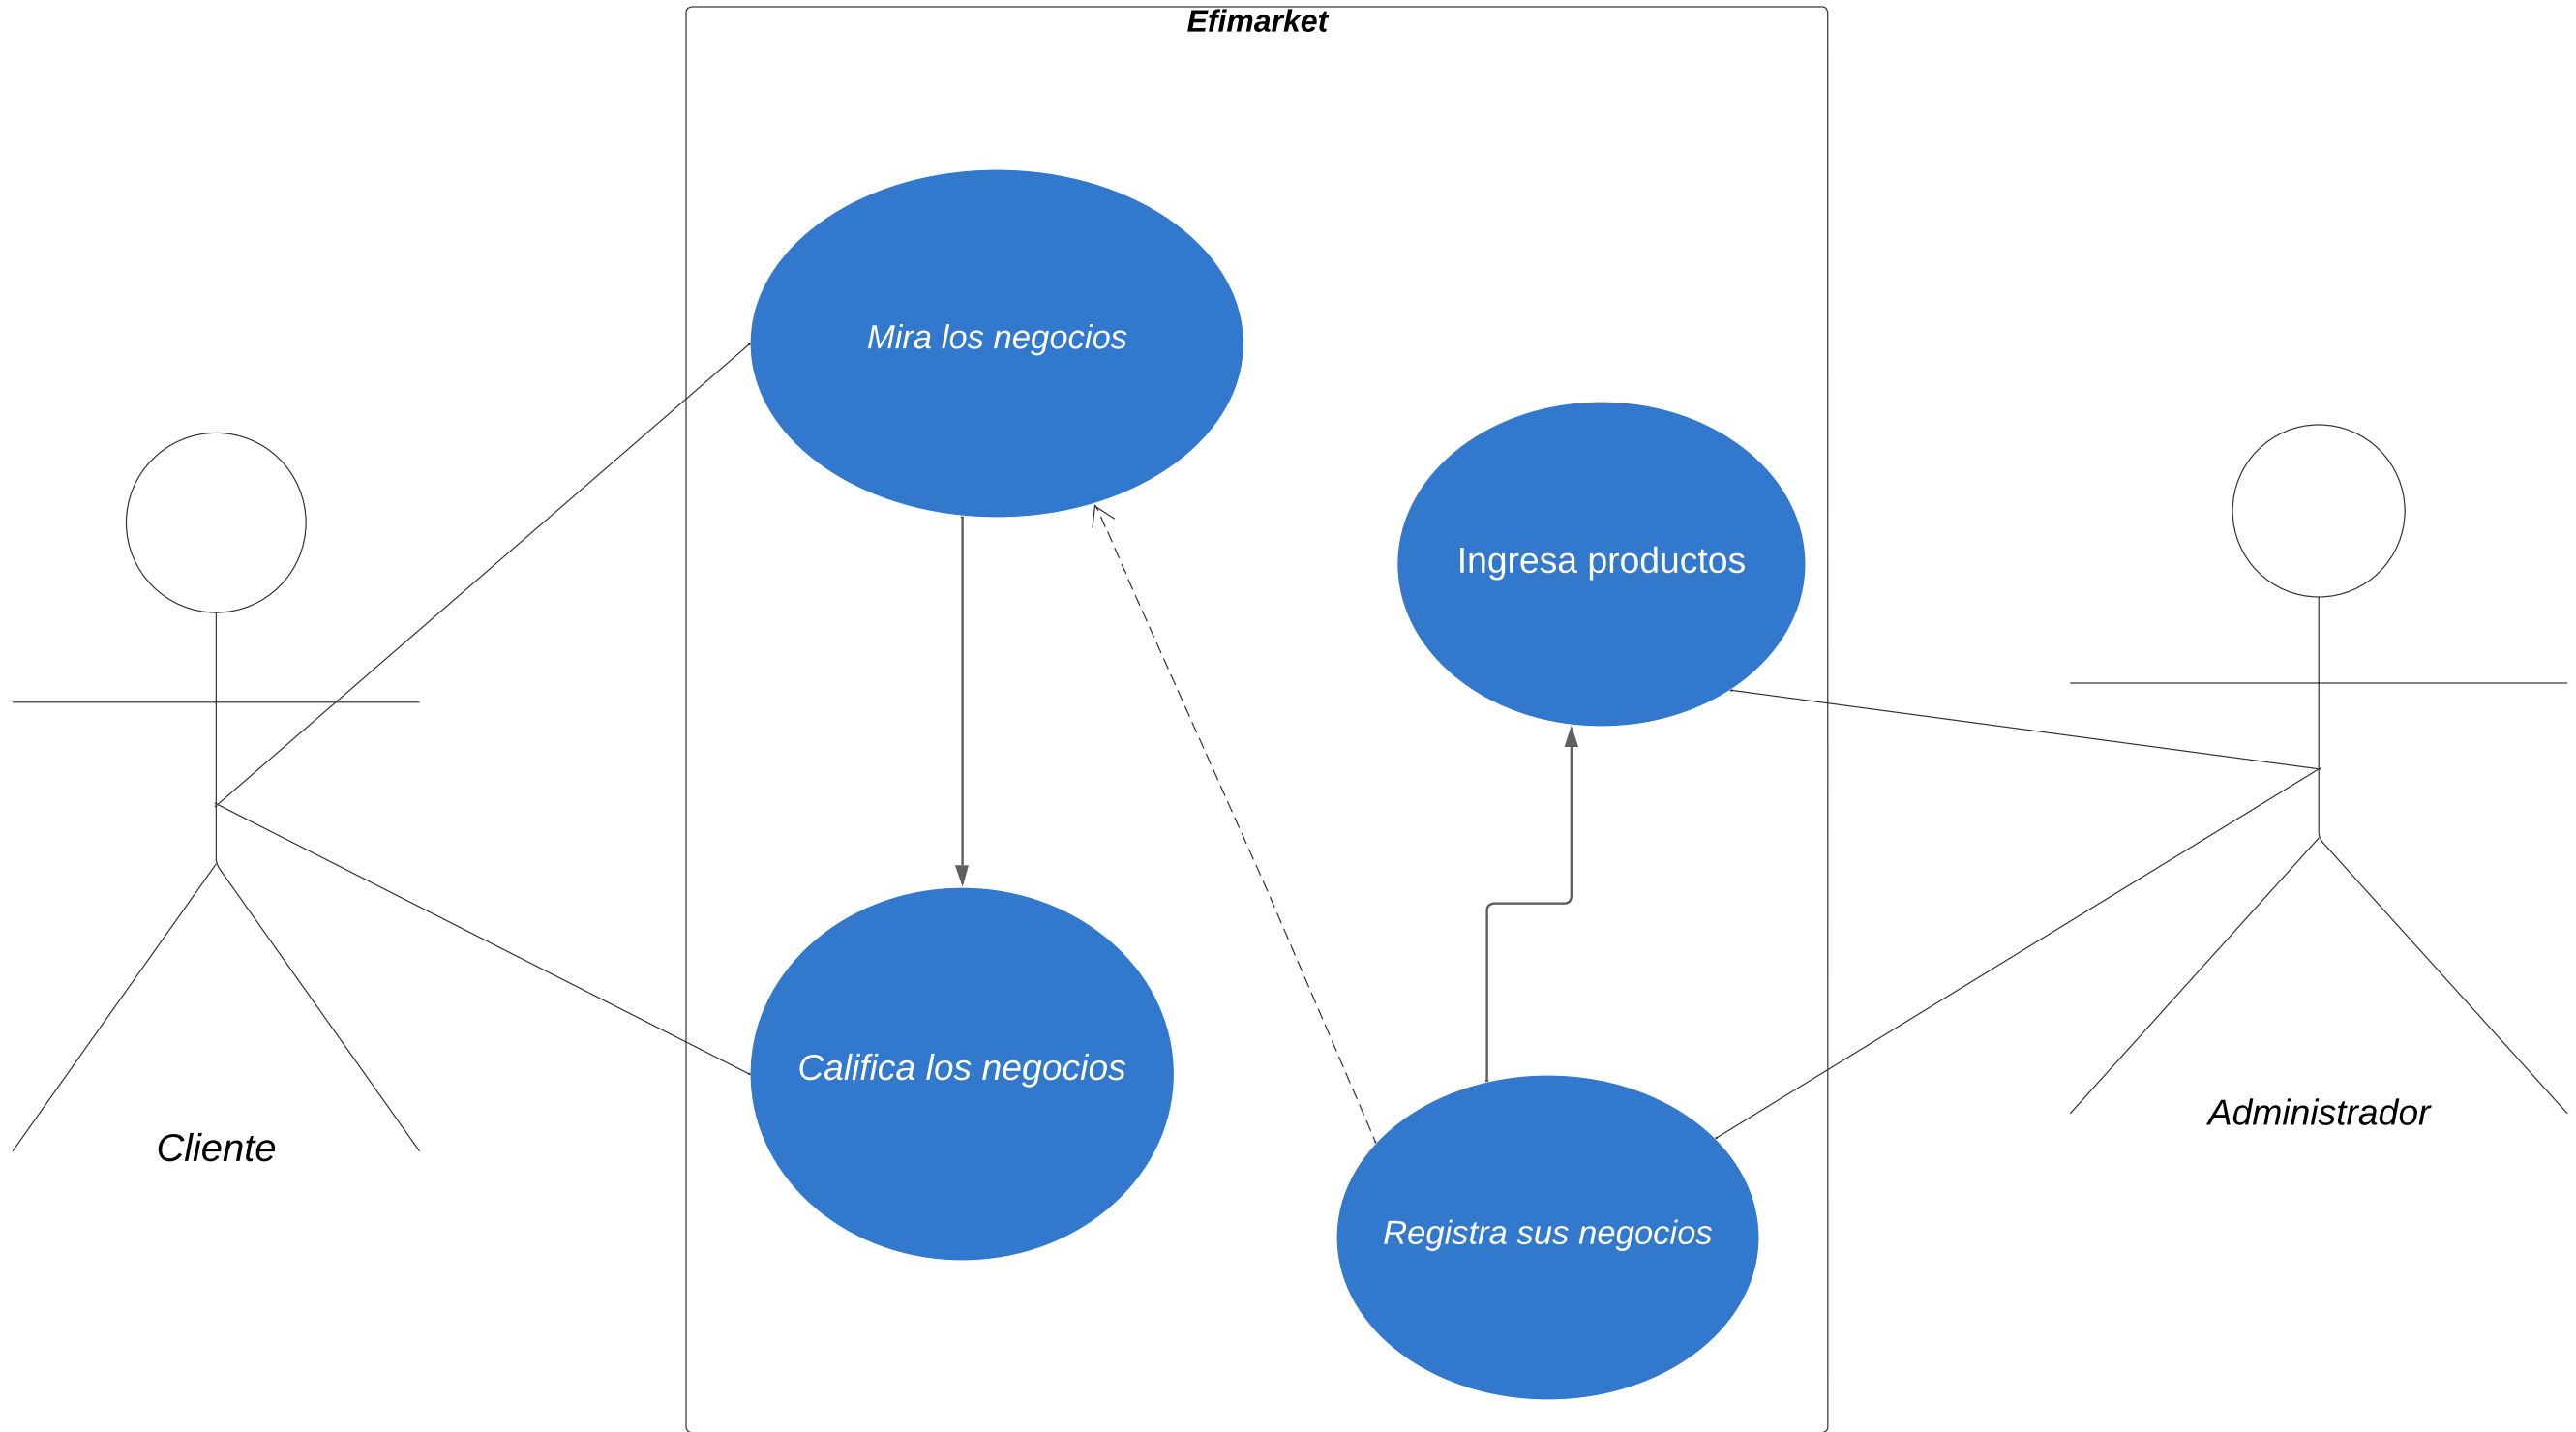 Efimarket
Mira los negocios
Ingresa productos
Califica los negocios
Cliente
Administrador
Registra sus negocios